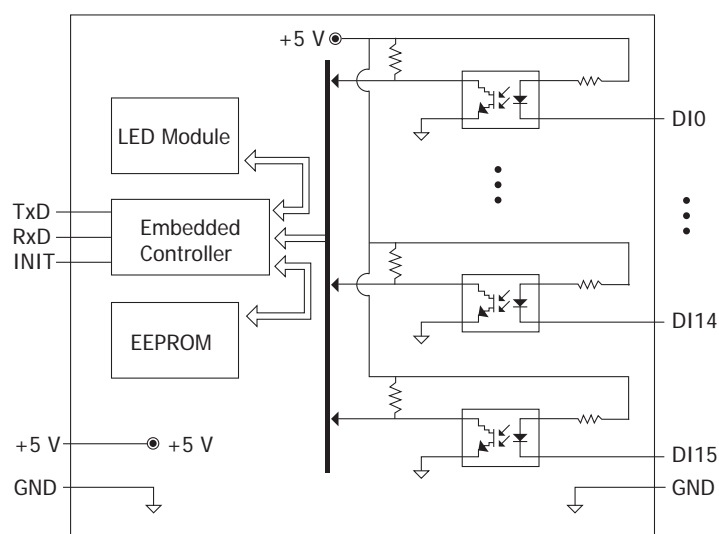 +5 V
LED Module
DI0
TxD
RxD
INIT
Embedded
Controller
DI14
EEPROM
+5 V
+5 V
DI15
GND
GND